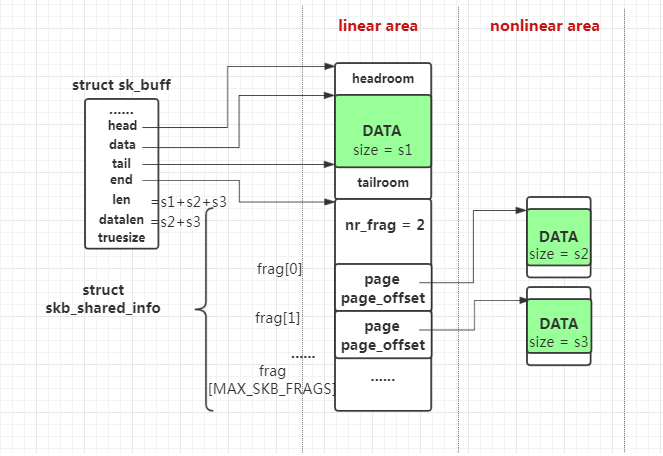 linear area
nonlinear area
struct sk_buff
......
head
data
tail
end
len =s1+s2+s3
datalen =s2+s3
truesize
headroom
DATA
size = s1
tailroom
nr_frag = 2
frag[0]
page
page_offset
frag[1]
page
page_offset
......
frag
[MAX_SKB_FRAGS]
......
struct
skb_shared_info
DATA
size = s2
DATA
size = s3